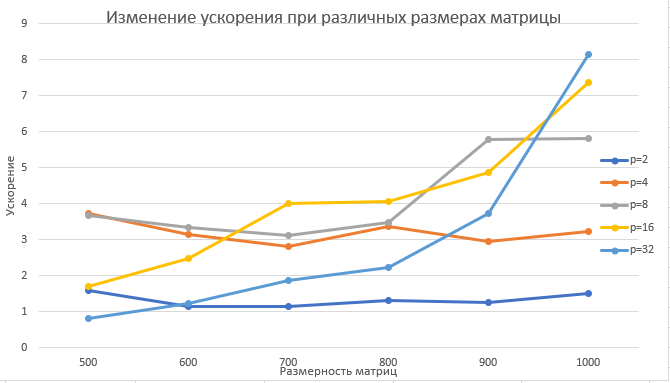 Изменение ускорения при различных размерах матрицы
9
8
7
6
5
4
3
2
1
0
Ускорение
500 600 700 800 900 1000
Размерность матриц
p=2
p=4
p=8
p=16
p=32